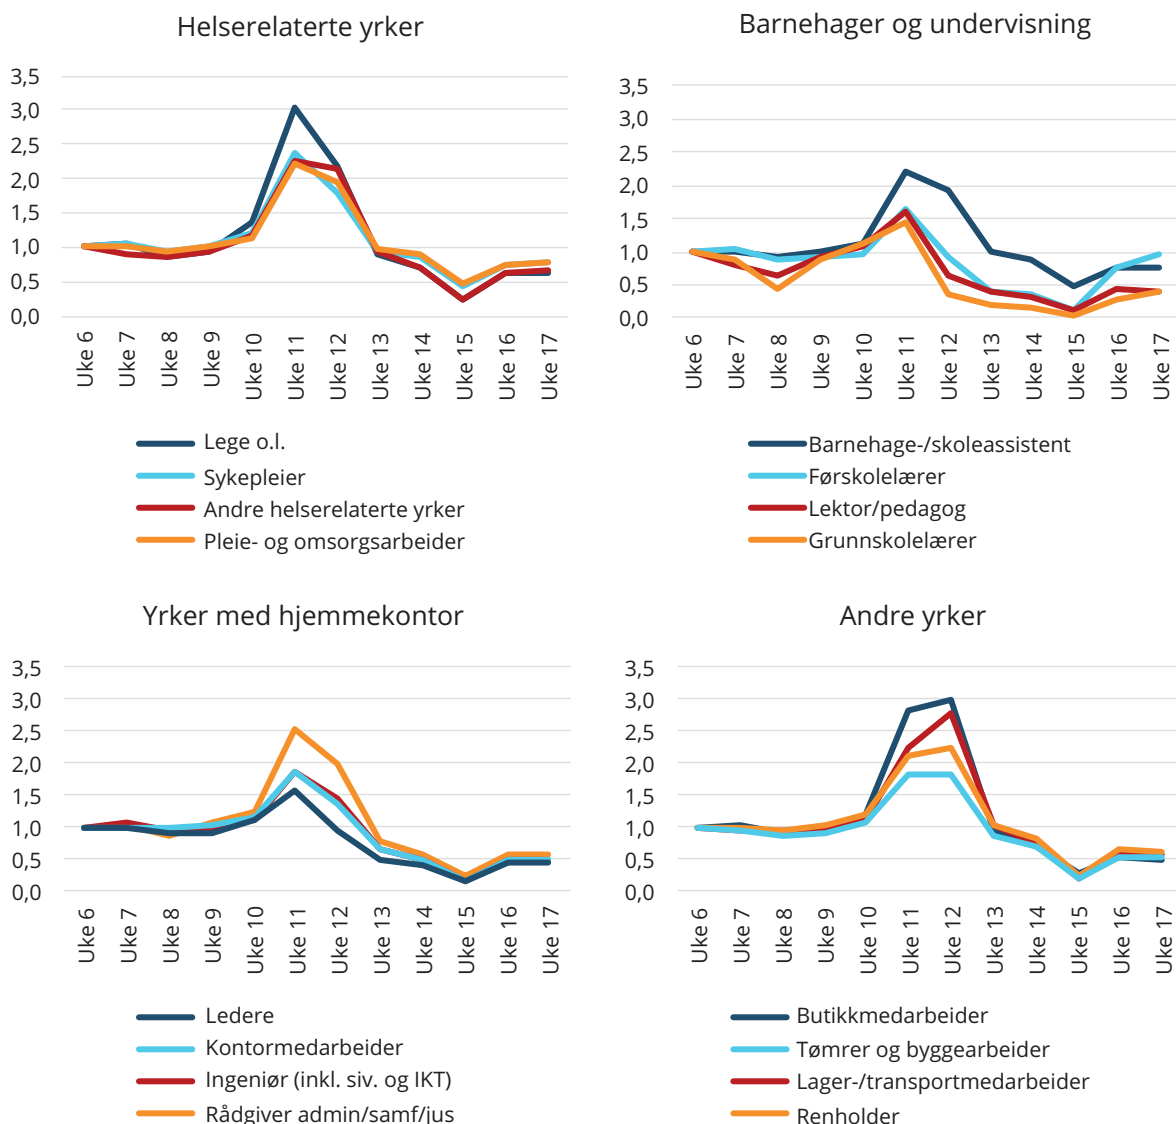 Helserelaterte yrker
3,5
3,0
2,5
2,0
1,5
1,0
0,5
0,0
Uke 6
Uke 7
Uke 8
Uke 9
Uke 10
Uke 11
Uke 12
Uke 13
Uke 14
Uke 15
Uke 16
Uke 17
Lege o.l.
Sykepleier
Andre helserelaterte yrker
Pleie- og omsorgsarbeider
Barnehager og undervisning
3,5
3,0
2,5
2,0
1,5
1,0
0,5
0,0
Uke 6
Uke 7
Uke 8
Uke 9
Uke 10
Uke 11
Uke 12
Uke 13
Uke 14
Uke 15
Uke 16
Uke 17
Barnehage-/skoleassistent
Førskolelærer
Lektor/pedagog
Grunnskolelærer
Yrker med hjemmekontor
3,5
3,0
2,5
2,0
1,5
1,0
0,5
0,0
Uke 6
Uke 7
Uke 8
Uke 9
Uke 10
Uke 11
Uke 12
Uke 13
Uke 14
Uke 15
Uke 16
Uke 17
Ledere
Kontormedarbeider
Ingeniør (inkl. siv. og IKT)
Rådgiver admin/samf/jus
Andre yrker
3,5
3,0
2,5
2,0
1,5
1,0
0,5
0,0
Uke 6
Uke 7
Uke 8
Uke 9
Uke 10
Uke 11
Uke 12
Uke 13
Uke 14
Uke 15
Uke 16
Uke 17
Butikkmedarbeider
Tømrer og byggearbeider
Lager-/transportmedarbeider
Renholder